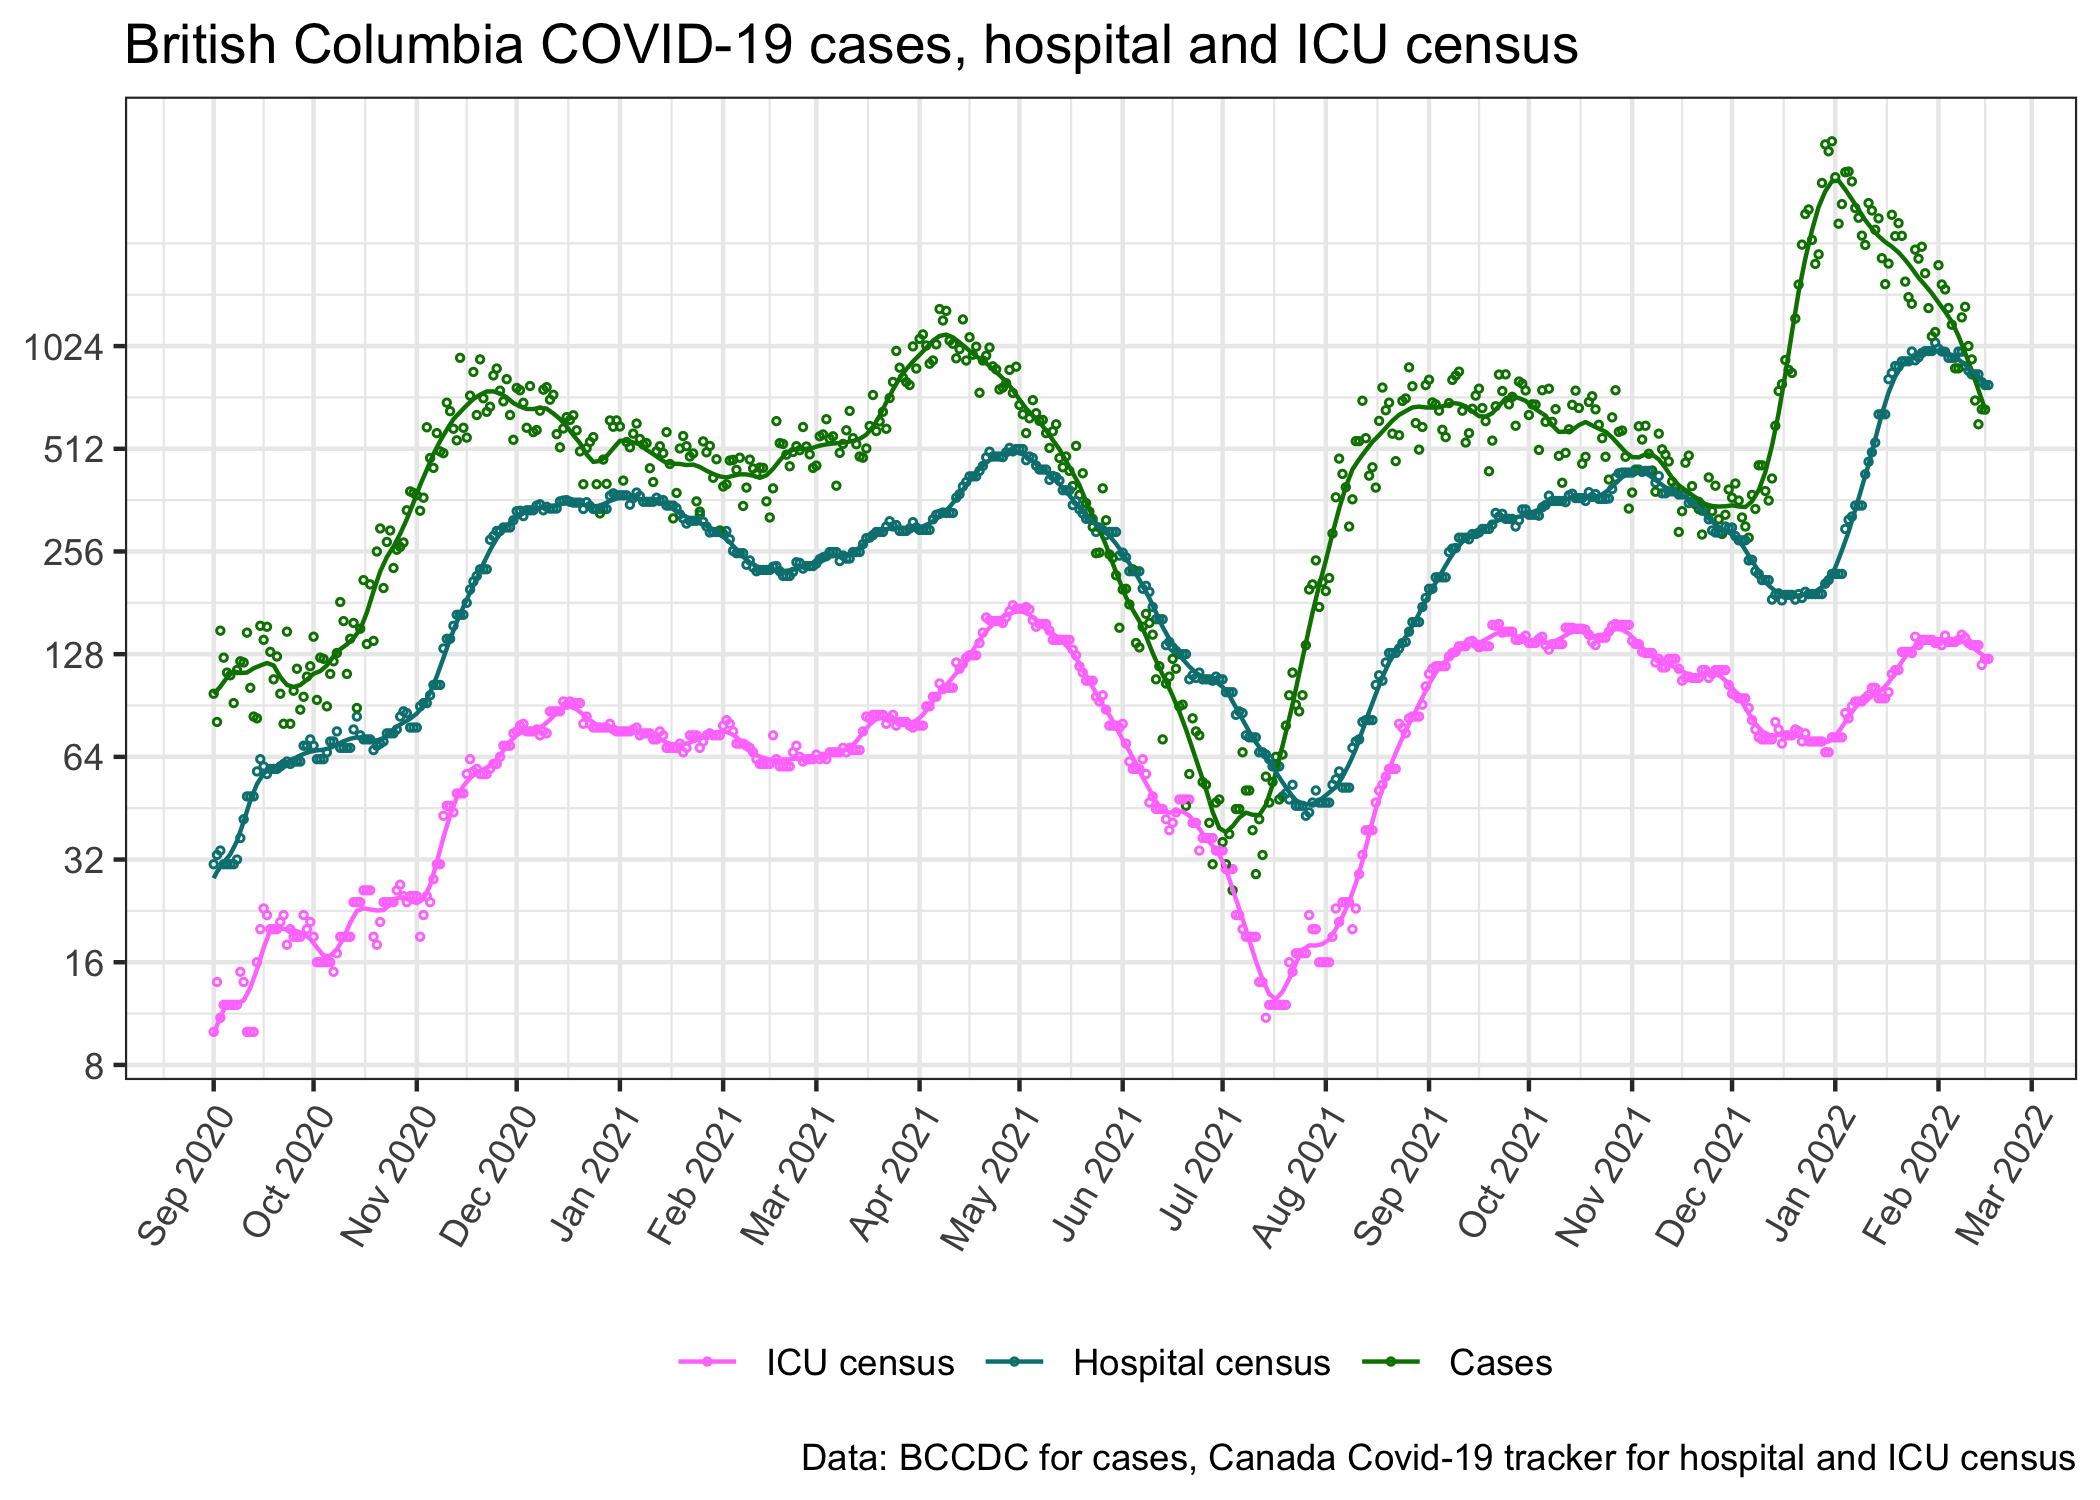 British Columbia COVID-19 cases, hospital and ICU census
1024
512
256
128
64
32
16
8
Sep 2020
Oct 2020
Nov 2020
Dec 2020
Jan 2021
Feb 2021
Mar 2021
Apr 2021
May 2021
Jun 2021
Jul 2021
Aug 2021
Sep 2021
Oct 2021
Nov 2021
Dec 2021
Jan 2022
Feb 2022
Mar 2022
ICU census Hospital census Cases
Data: BCCDC for cases, Canada Covid-19 tracker for hospital and ICU census